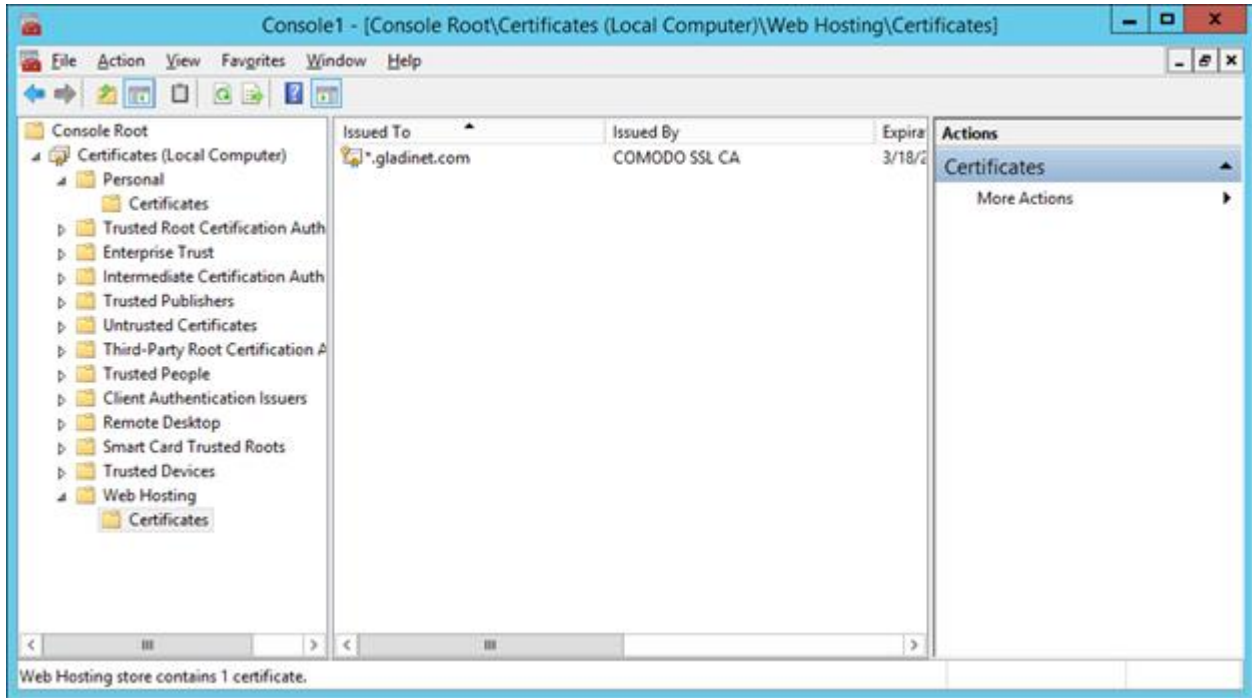 Console1 - [Console Root\Certificates (Local Computer)\Web Hosting\Certificates]
File Action View Favorites Window Help
Console Root
Certificates (Local Computer)
Personal
Certificates
Trusted Root Certification Auth
Enterprise Trust
Intermediate Certification Auth
Trusted Publishers
Untrusted Certificates
Third-Party Root Certification A
Trusted People
Client Authentication Issuers
Remote Desktop
Smart Card Trusted Roots
Trusted Devices
Web Hosting
Certificates
Issued To Issued By Expira
*.gladinet.com COMODO SSL CA 3/18/2
Actions
Certificates
More Actions
Web Hosting store contains 1 certificate.